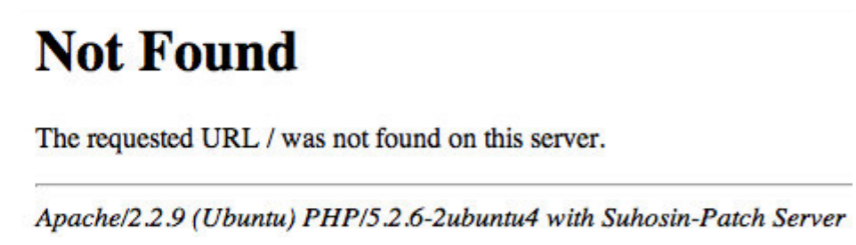 Not Found
The requested URL / was not found on this server.
Apache/2.2.9 (Ubuntu) PHP/5.2.6-2ubuntu4 with Suhosin-Patch Server